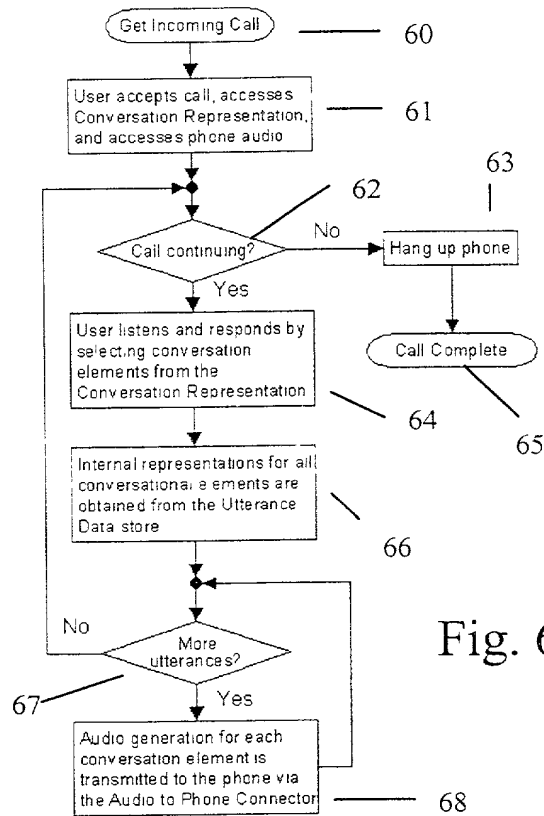 Get Incoming Call
60
User accepts call, accesses
Conversation Representation,
and accesses phone audio
61
63
62
Call continuing?
No
Hang up phone
Yes
User listens and responds by
selecting conversation
elements from the
Conversation Representation
64
Call Complete
65
Internal representations for all
conversational elements are
obtained from the Utterance
Data store
66
No
More
utterances?
Fig. 6
67
Yes
Audio generation for each
conversation element is
transmitted to the phone via
the Audio to Phone Connector
68